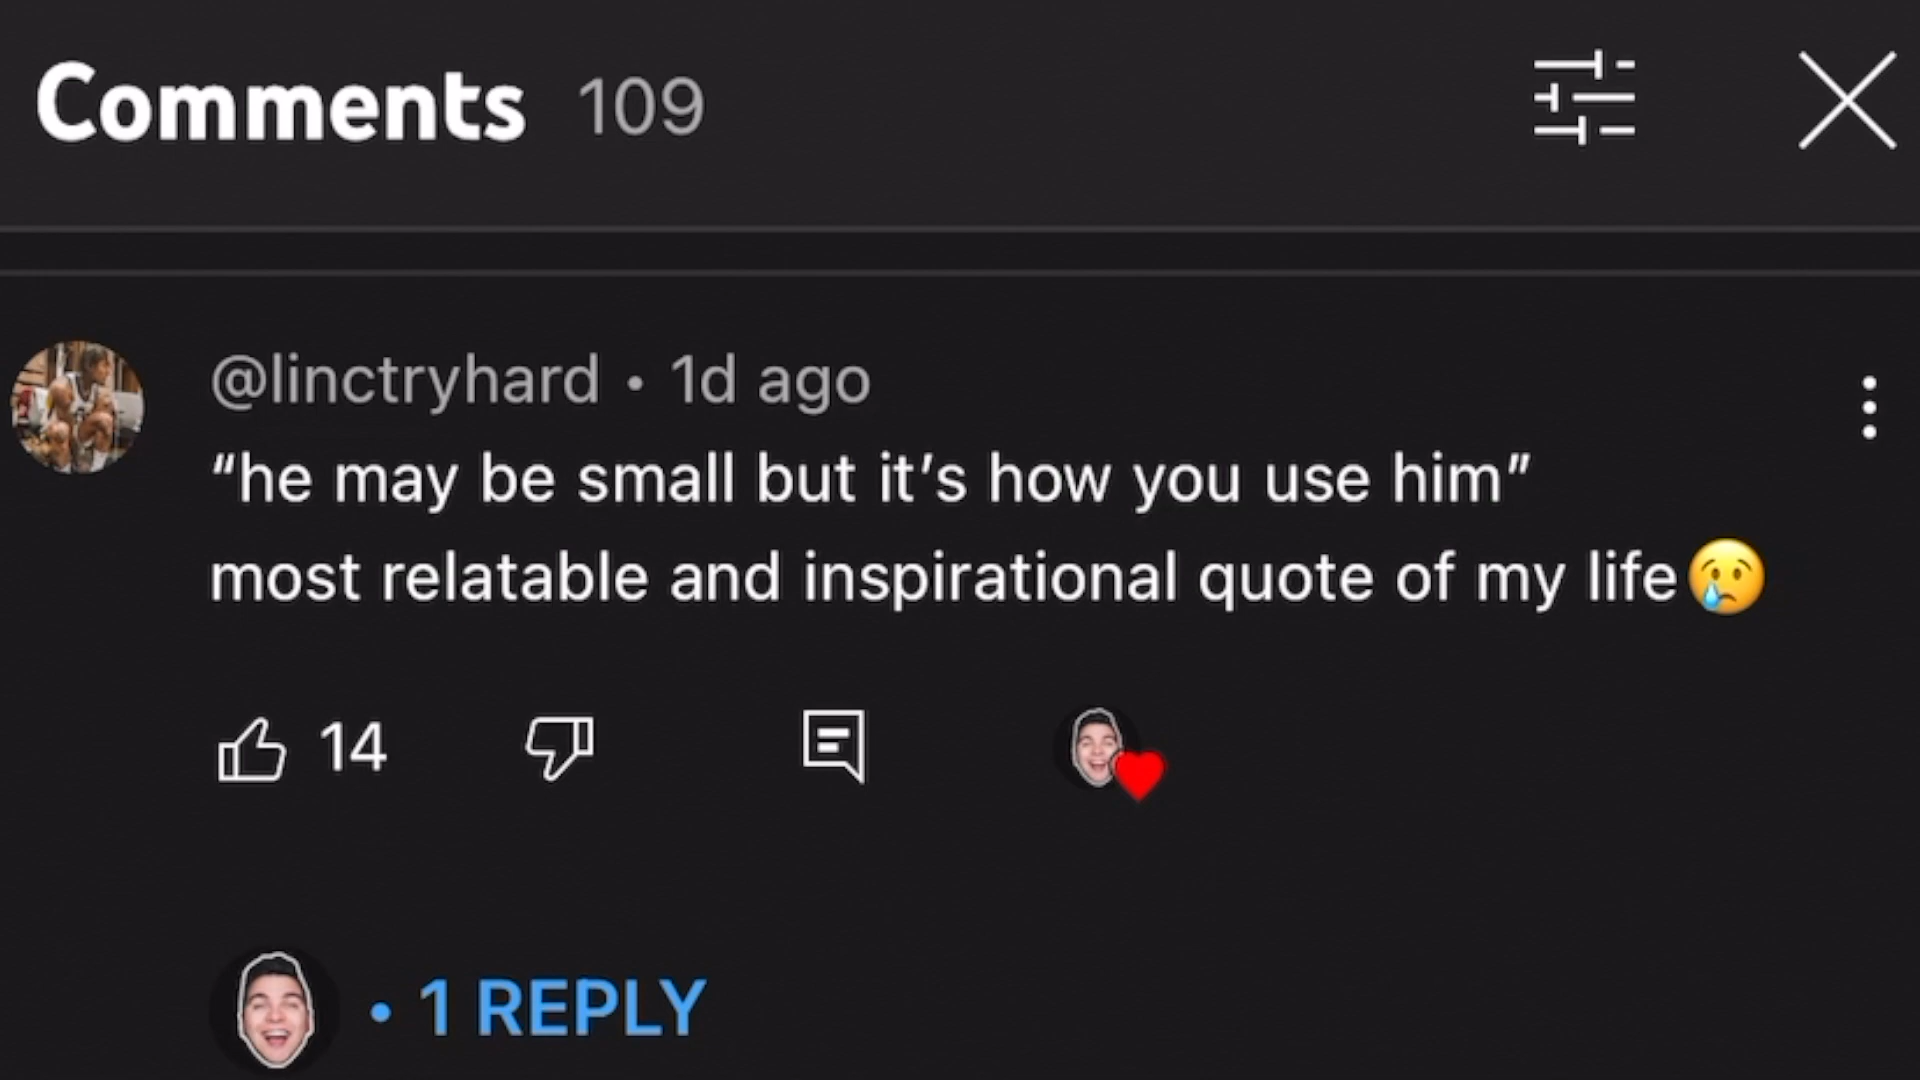 Comments 109
@linctryhard • 1d ago
“he may be small but it’s how you use him”
most relatable and inspirational quote of my life😢
14
• 1 REPLY